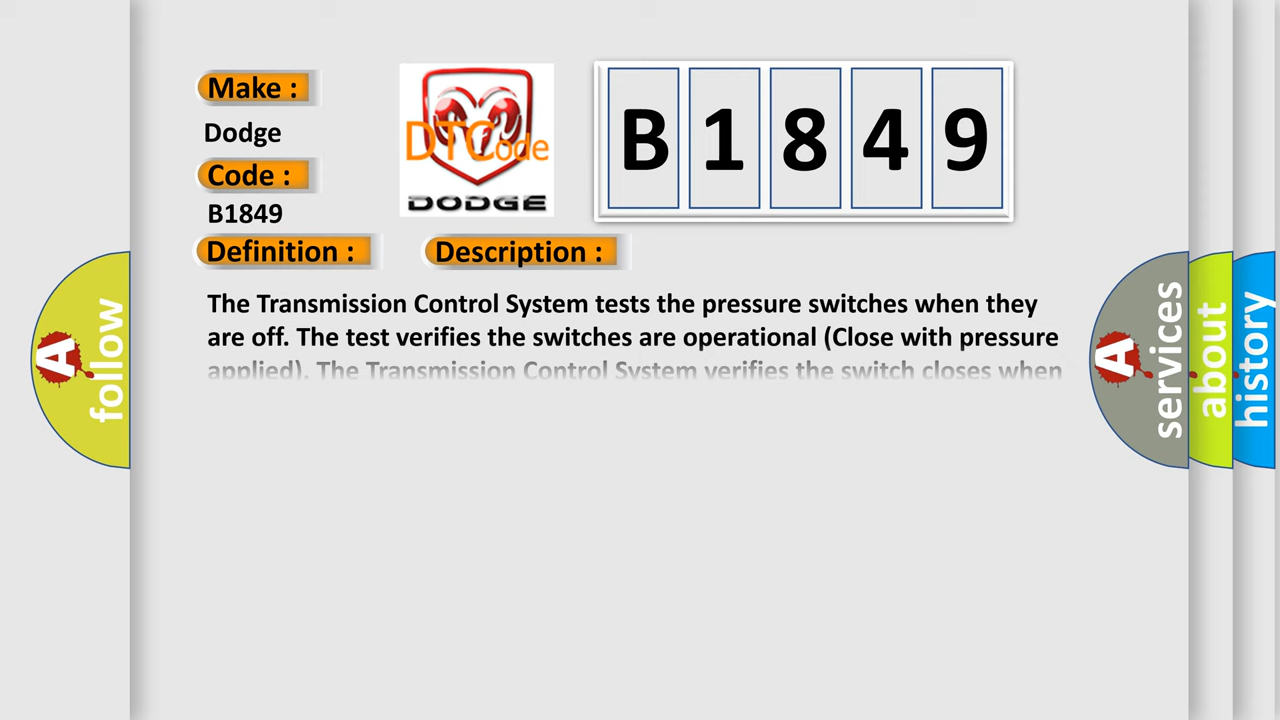 Make :
Dodge
Code :
B1849
DTCode
DODGE
B 1 8 4 9
Definition :
Description :
The Transmission Control System tests the pressure switches when they
are off. The test verifies the switches are operational (Close with pressure
applied). The Transmission Control System verifies the switch closes when
A follow
A services
about
history